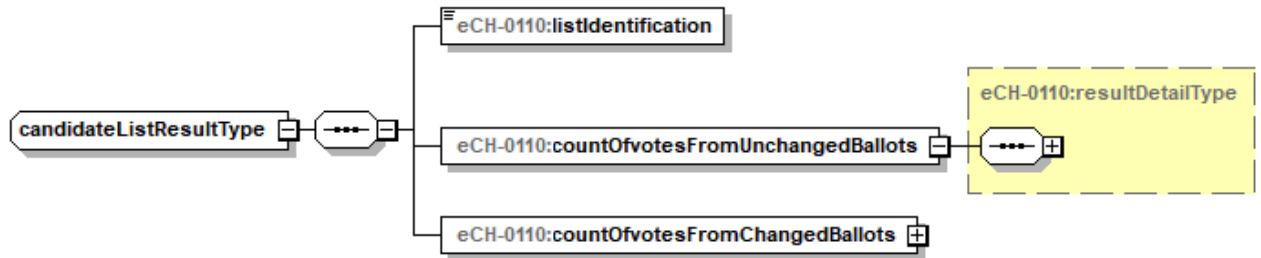 eCH-0110:listIdentification
eCH-0110:resultDetailType
candidateListResultType
eCH-0110:countOfvotesFromUnchangedBallots
eCH-0110:countOfvotesFromChangedBallots